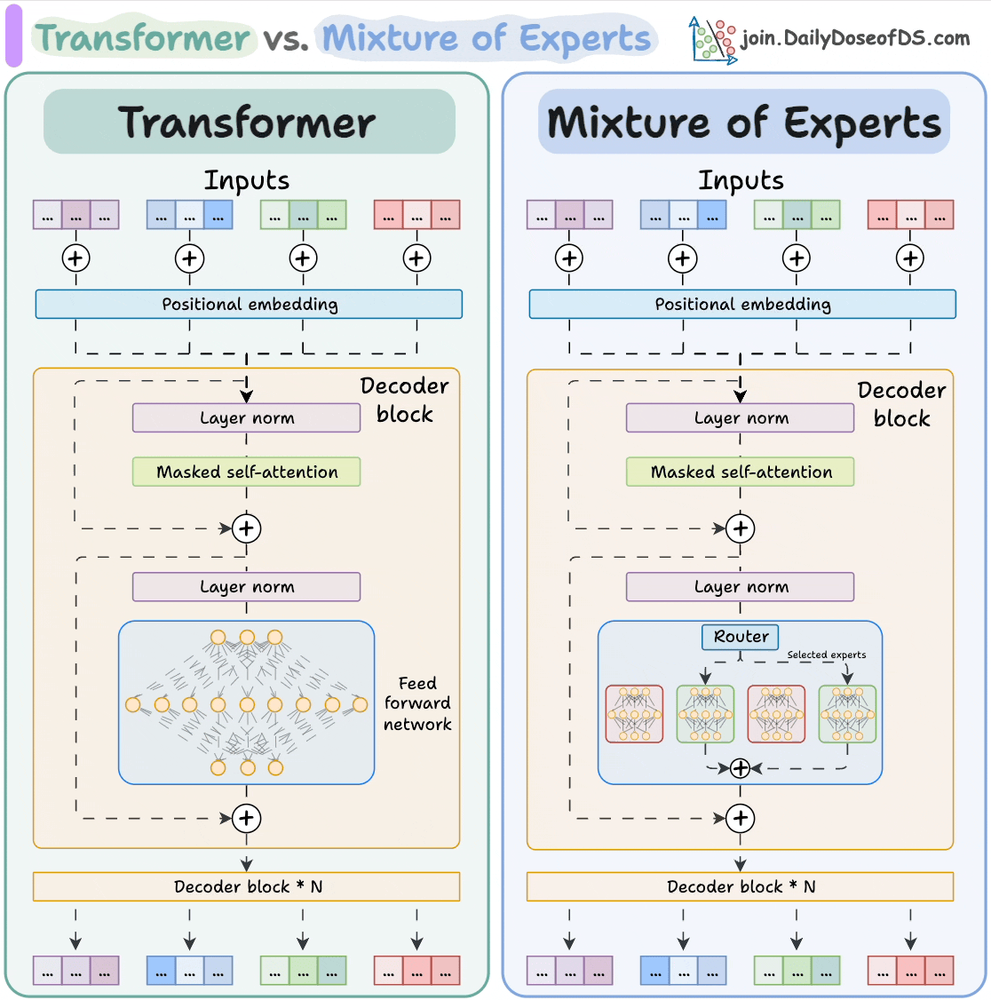 Transformer vs. Mixture of Experts
join.DailyDoseofDS.com
Transformer
Inputs
... ... ... ... ... ... ... ... ... ... ... ...
Positional embedding
Decoder
block
Layer norm
Masked self-attention
Layer norm
Feed
forward
network
Decoder block * N
... ... ... ... ... ... ... ... ... ... ... ...
Mixture of Experts
Inputs
... ... ... ... ... ... ... ... ... ... ... ...
Positional embedding
Decoder
block
Layer norm
Masked self-attention
Layer norm
Router
Selected experts
Decoder block * N
... ... ... ... ... ... ... ... ... ... ... ...